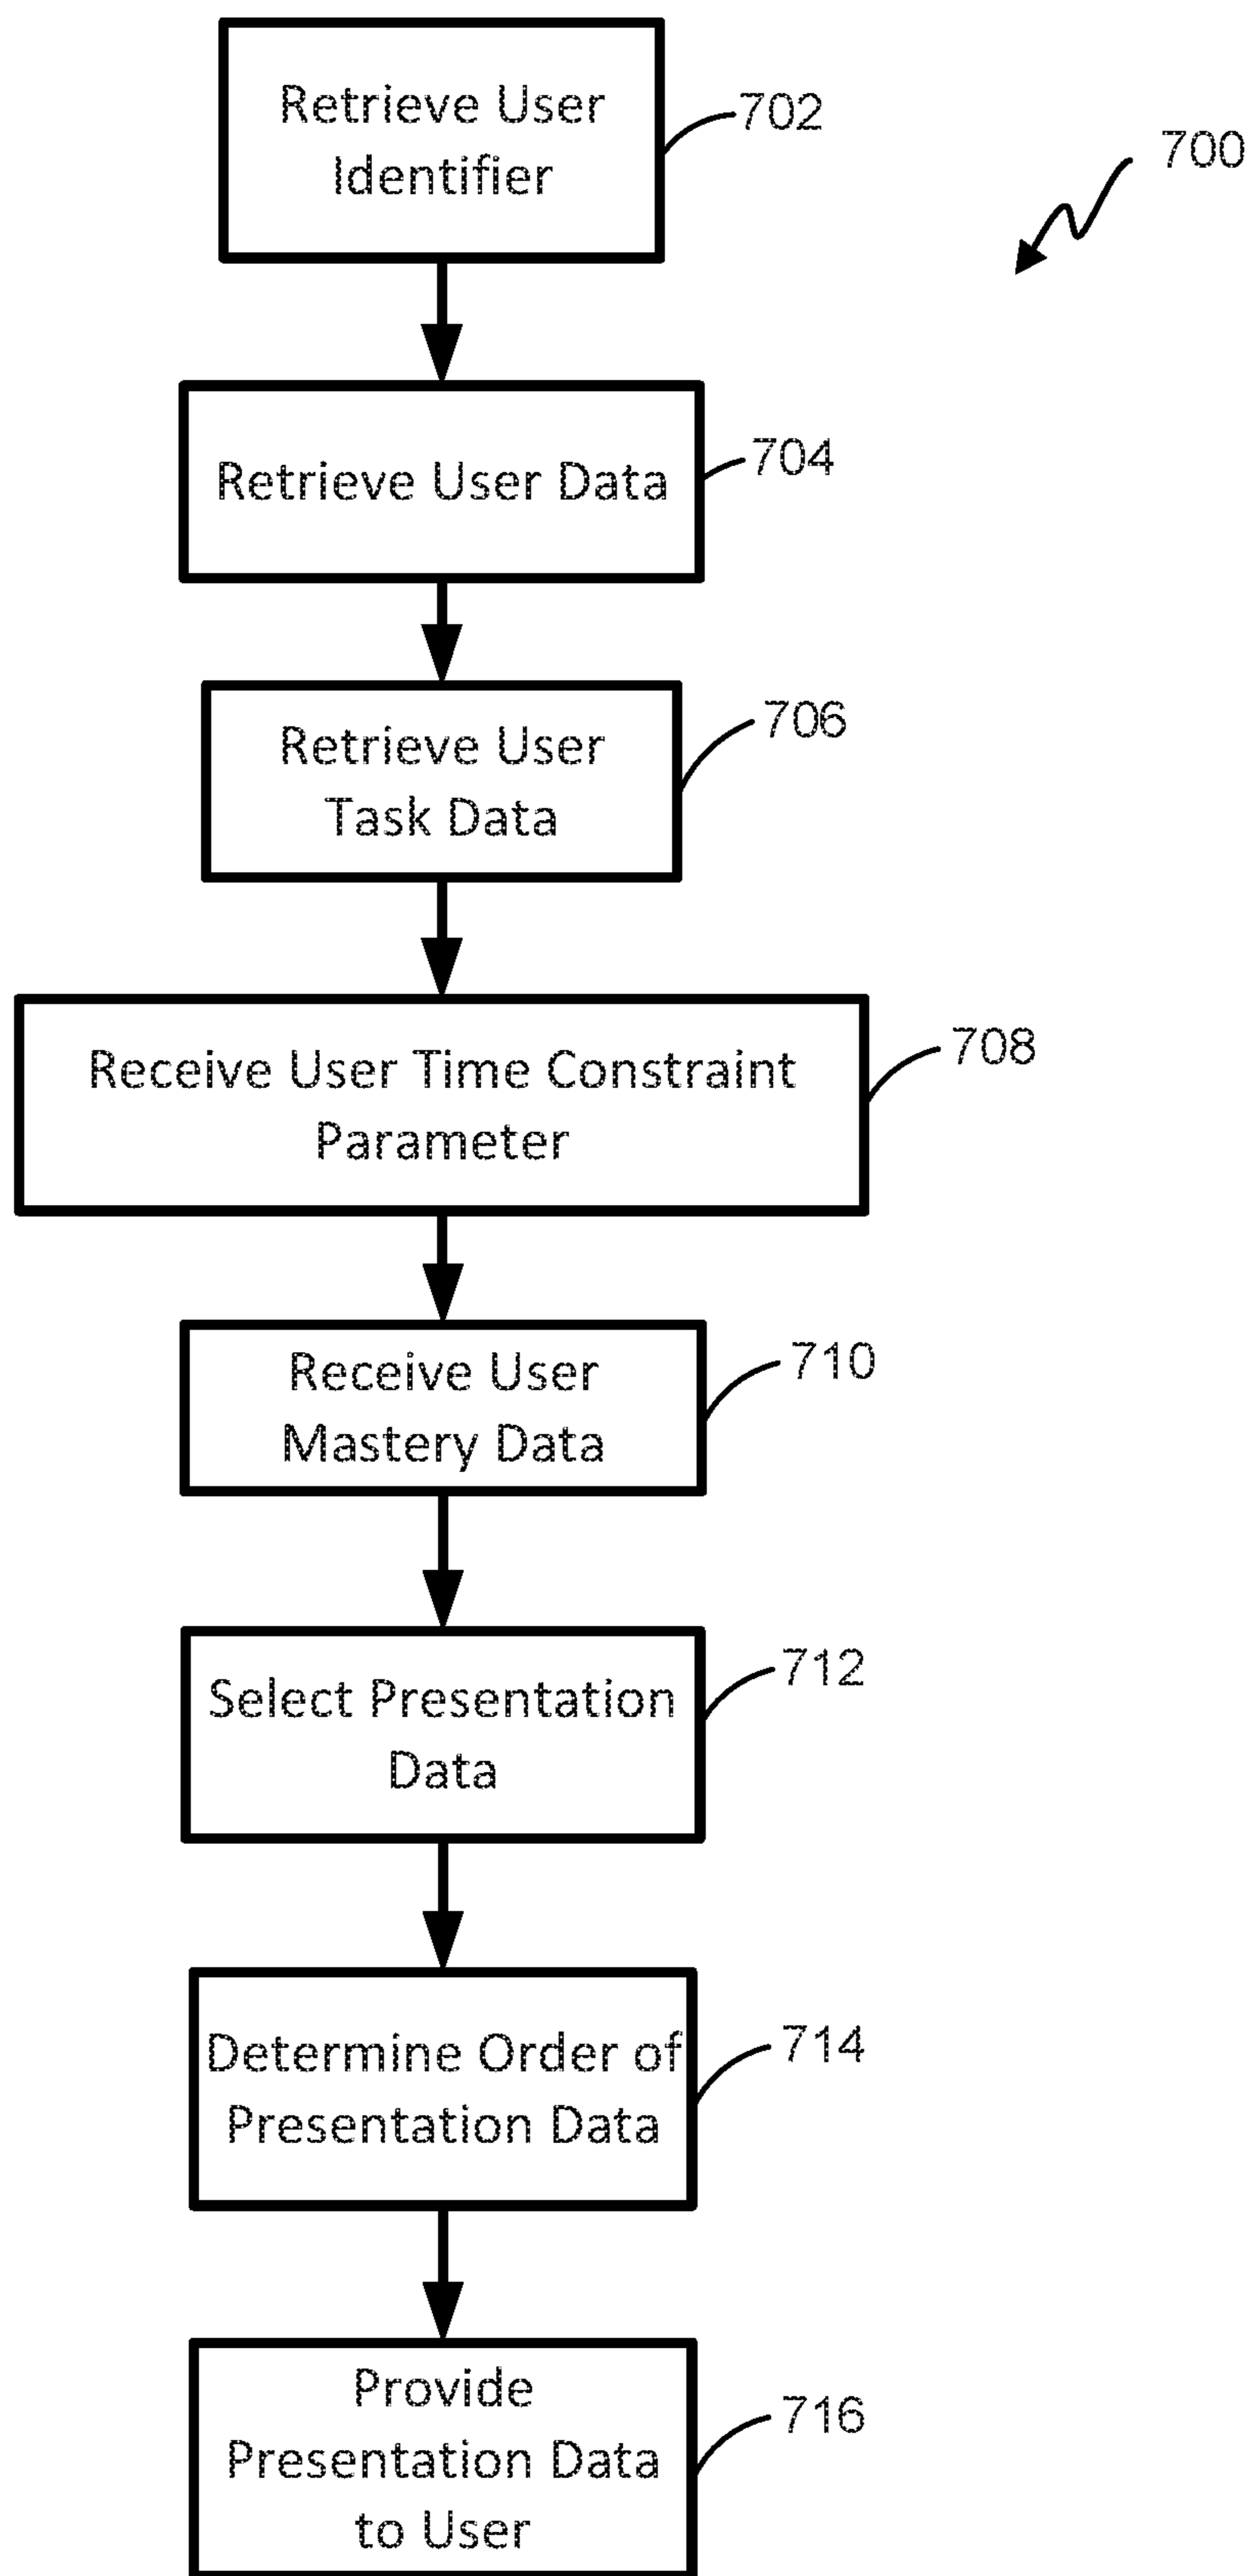 Retrieve User
Identifier
702
700
Retrieve User Data
704
Retrieve User
Task Data
706
Receive User Time Constraint
Parameter
708
Receive User
Mastery Data
710
Select Presentation
Data
712
Determine Order of
Presentation Data
714
Provide
Presentation Data
to User
716